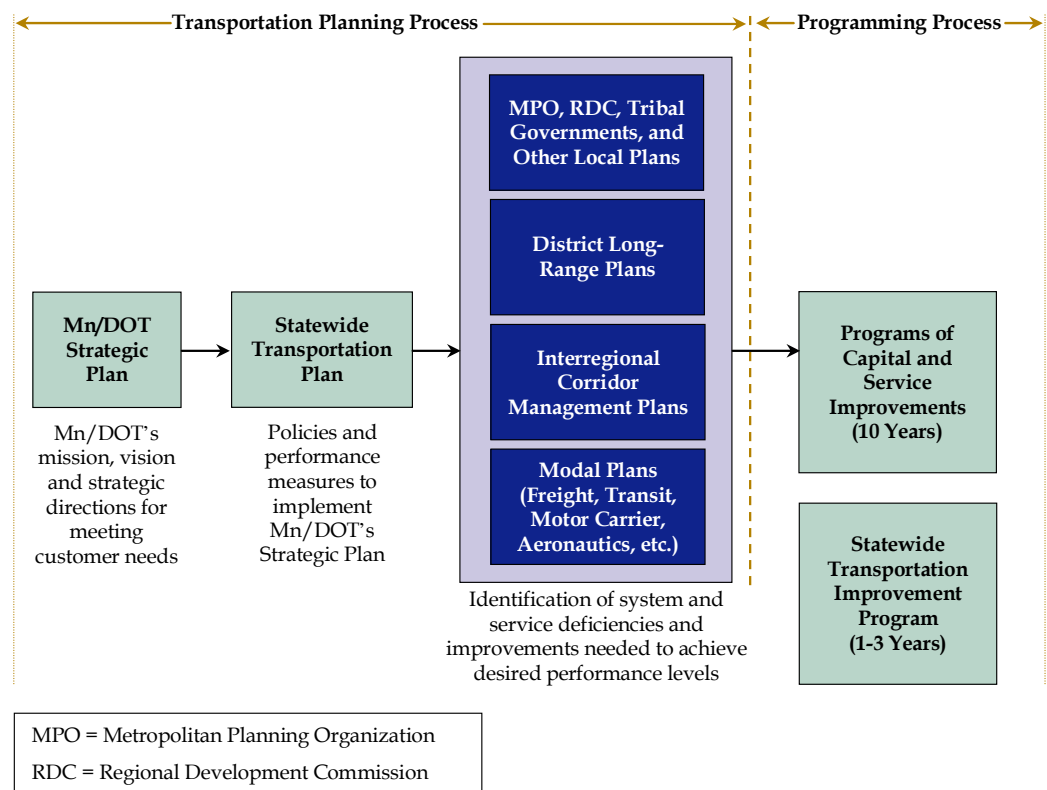 Transportation Planning Process
Programming Process
Mn/DOT
Strategic
Plan
Mn/DOT’s
mission, vision
and strategic
directions for
meeting
customer needs
Statewide
Transportation
Plan
Policies and
performance
measures to
implement
Mn/DOT’s
Strategic Plan
MPO, RDC, Tribal
Governments, and
Other Local Plans
District Long-
Range Plans
Interregional
Corridor
Management Plans
Modal Plans
(Freight, Transit,
Motor Carrier,
Aeronautics, etc.)
Identification of system and
service deficiencies and
improvements needed to achieve
desired performance levels
Programs of
Capital and
Service
Improvements
(10 Years)
Statewide
Transportation
Improvement
Program
(1-3 Years)
MPO = Metropolitan Planning Organization
RDC = Regional Development Commission